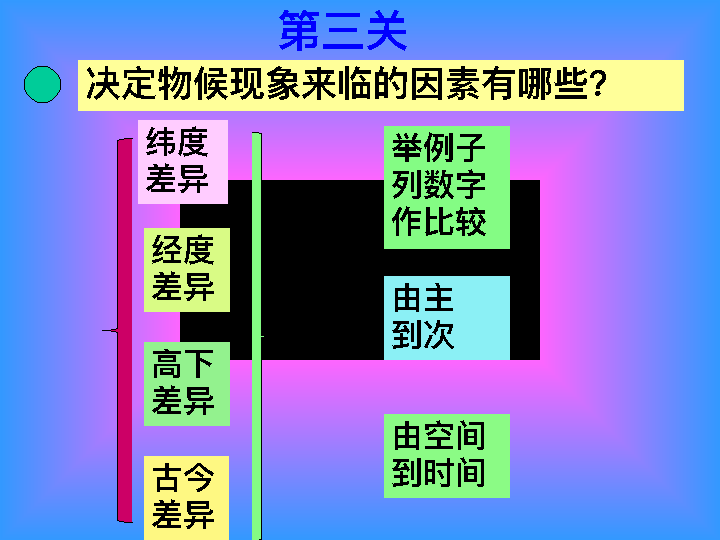 第三关
决定物候现象来临的因素有哪些?
纬度
差异
经度
差异
高下
差异
古今
差异
举例子
列数字
作比较
由主
到次
由空间
到时间